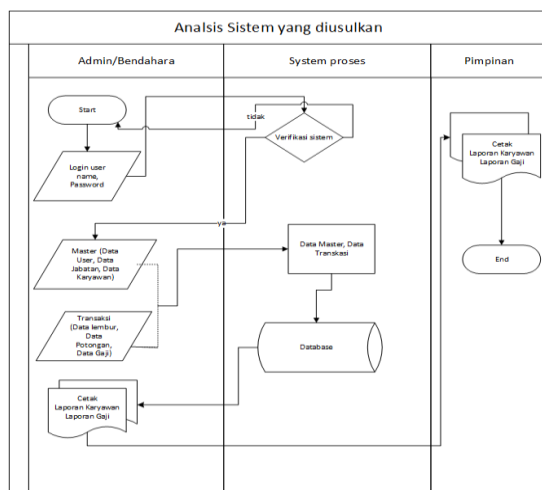 Analsis Sistem yang diusulkan
Admin/Bendahara
System proses
Pimpinan
Start
tidak
Verifikasi sistem
Login user
name,
Password
ya
Master (Data
User, Data
Jabatan, Data
Karyawan)
Data Master, Data
Transkasi
Transaksi
(Data lembur,
Data
Potongan,
Data Gaji)
Database
Cetak
Laporan Karyawan
Laporan Gaji
Cetak
Laporan Karyawan
Laporan Gaji
End